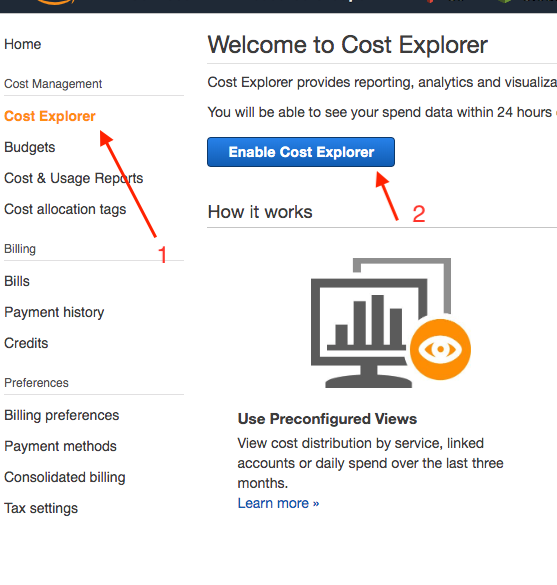 Home
Cost Management
Cost Explorer
Budgets
Cost & Usage Reports
Cost allocation tags
1
Billing
Bills
Payment history
Credits
Preferences
Billing preferences
Payment methods
Consolidated billing
Tax settings
Welcome to Cost Explorer
Cost Explorer provides reporting, analytics and
You will be able to see your spend data within 24 hours
Enable Cost Explorer
2
How it works
Use Preconfigured Views
View cost distribution by service, linked
accounts or daily spend over the last three
months.
Learn more »